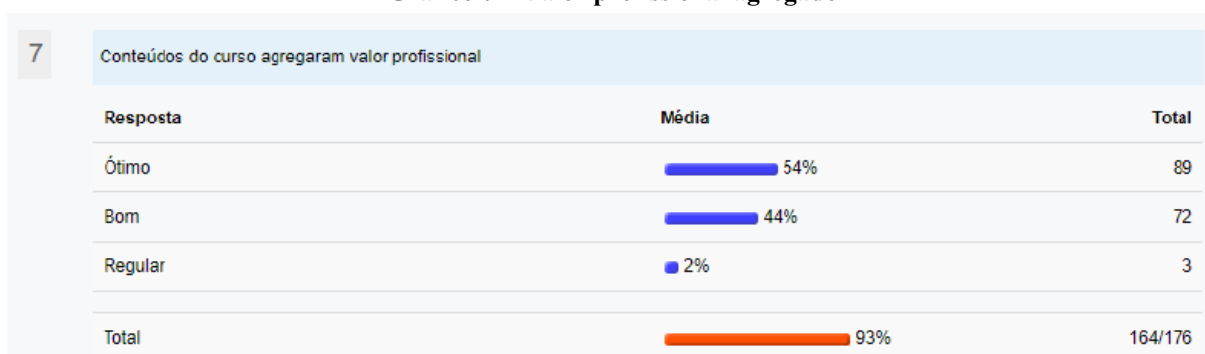 7
Conteúdos do curso agregaram valor profissional
Resposta Média Total
Ótimo 54% 89
Bom 44% 72
Regular 2% 3
Total 93% 164/176